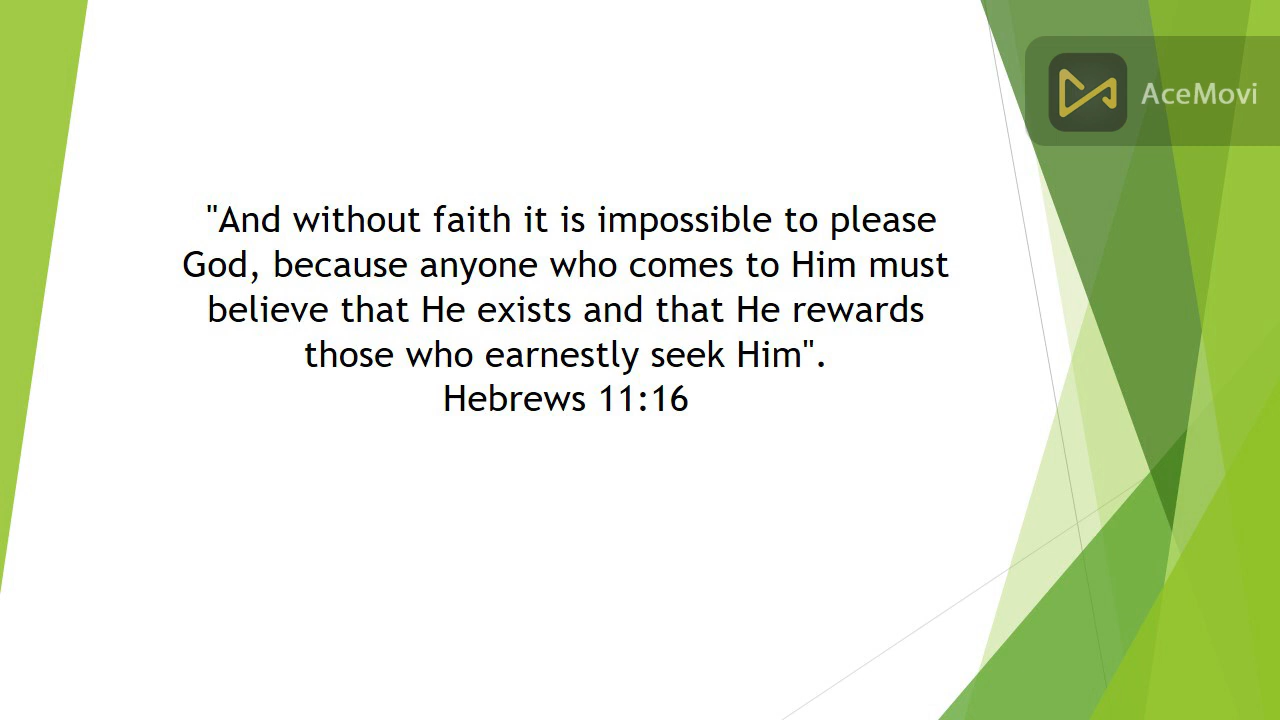 AceMovi
"And without faith it is impossible to please
God, because anyone who comes to Him must
believe that He exists and that He rewards
those who earnestly seek Him".
Hebrews 11:16